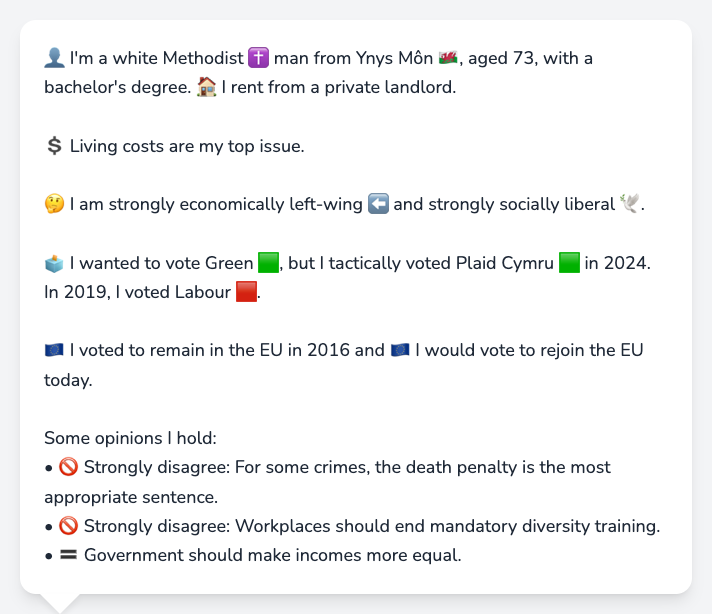 👤 I'm a white Methodist ✝️ man from Ynys Môn 🏴󠁧󠁢󠁷󠁬󠁳󠁿, aged 73, with a
bachelor's degree. 🏠 I rent from a private landlord.
💲 Living costs are my top issue.
🤔 I am strongly economically left-wing ⬅️ and strongly socially liberal 🕊️.
🗳️ I wanted to vote Green 🟩, but I tactically voted Plaid Cymru 🟩 in 2024.
In 2019, I voted Labour 🟥.
🇪🇺 I voted to remain in the EU in 2016 and 🇪🇺 I would vote to rejoin the EU
today.
Some opinions I hold:
• 🚫 Strongly disagree: For some crimes, the death penalty is the most
appropriate sentence.
• 🚫 Strongly disagree: Workplaces should end mandatory diversity training.
• 🟰 Government should make incomes more equal.